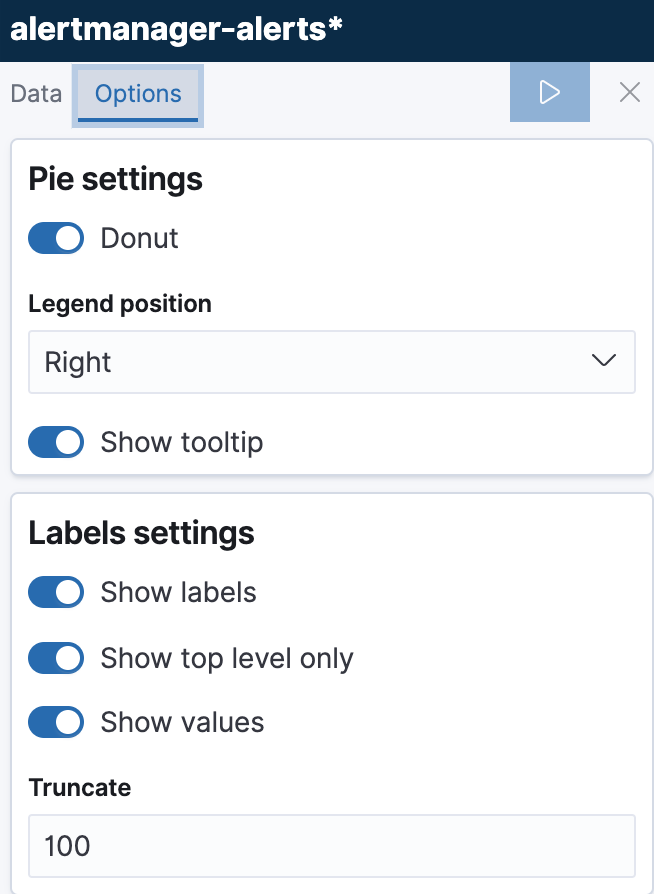 alertmanager-alerts*
Data Options
Pie settings
Donut
Legend position
Right
Show tooltip
Labels settings
Show labels
Show top level only
Show values
Truncate
100